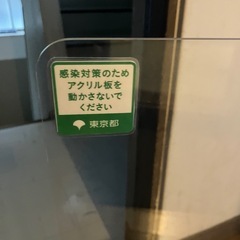 感染対策のため
アクリル板を
動かさないで
ください
東京都